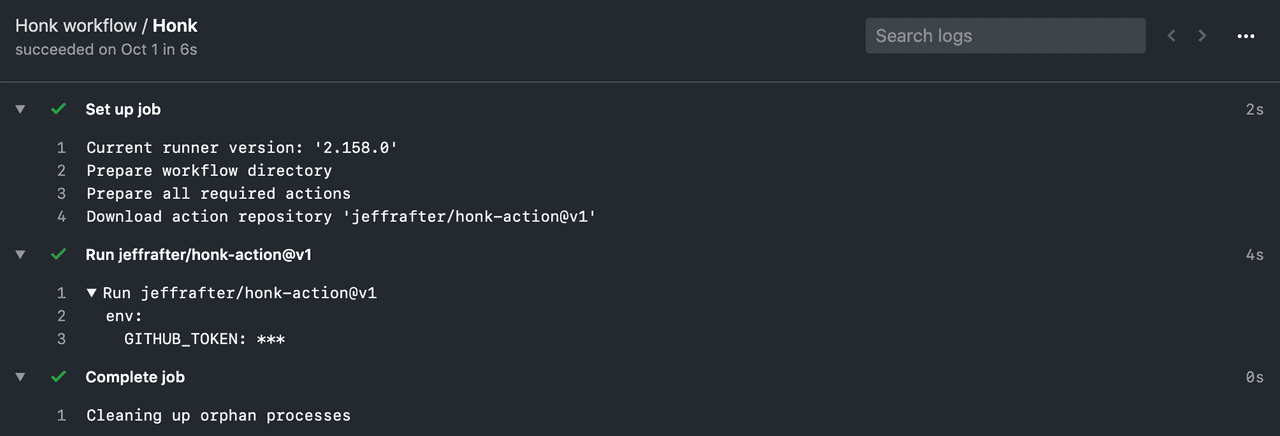 Honk workflow / Honk
succeeded on Oct 1 in 6s
Search logs
Set up job 2s
1 Current runner version: '2.158.0'
2 Prepare workflow directory
3 Prepare all required actions
4 Download action repository 'jeffrafter/honk-action@v1'
Run jeffrafter/honk-action@v1 4s
1 Run jeffrafter/honk-action@v1
2 env:
3 GITHUB_TOKEN: ***
Complete job 0s
1 Cleaning up orphan processes